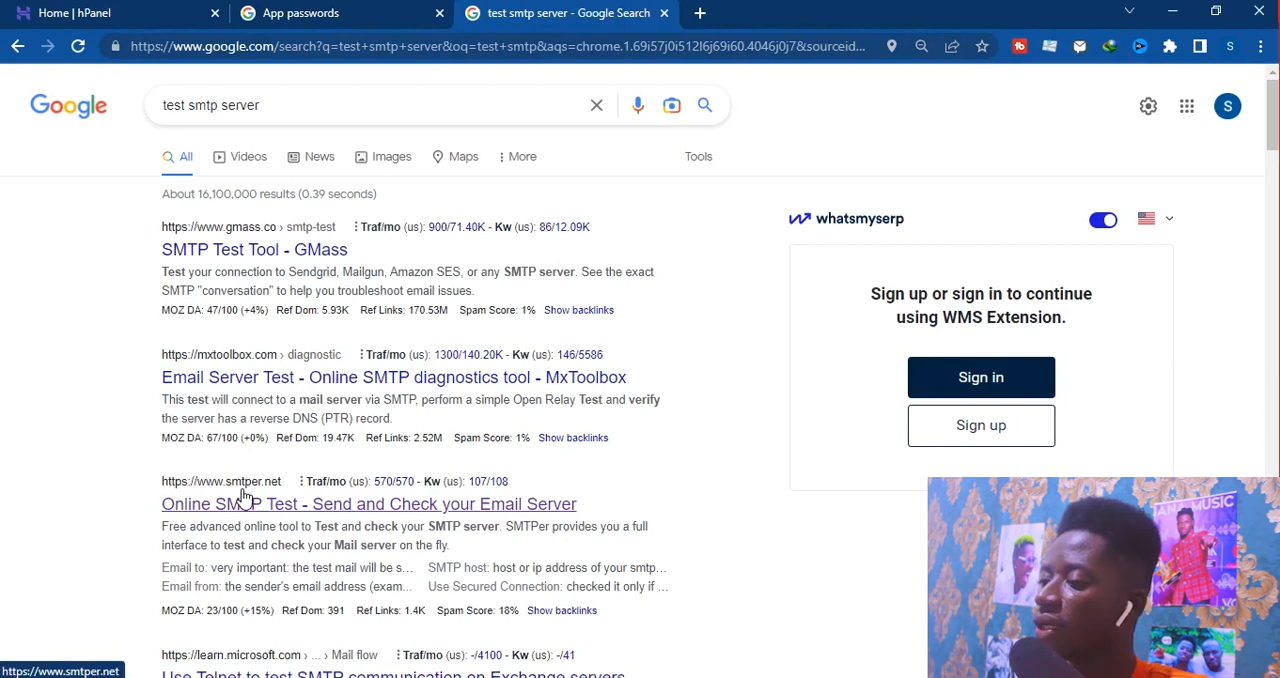 Home | hPanel
App passwords
test smtp server - Google Search
https://www.google.com/search?q=test+smtp+server&oq=test+smtp&aqs=chrome.1.69i57j0i512l6j69i60.4046j0j7&sourceid...
S
Google
test smtp server
S
All
Videos
News
Images
Maps
More
Tools
About 16,100,000 results (0.39 seconds)
https://www.gmass.co › smtp-test Traf/mo (us): 900/71.40K - Kw (us): 86/12.09K
SMTP Test Tool - GMass
Test your connection to Sendgrid, Mailgun, Amazon SES, or any SMTP server. See the exact
SMTP "conversation" to help you troubleshoot email issues.
MOZ DA: 47/100 (+4%) Ref Dom: 5.93K Ref Links: 170.53M Spam Score: 1% Show backlinks
https://mxtoolbox.com › diagnostic Traf/mo (us): 1300/140.20K - Kw (us): 146/5586
Email Server Test - Online SMTP diagnostics tool - MxToolbox
This test will connect to a mail server via SMTP, perform a simple Open Relay Test and verify
the server has a reverse DNS (PTR) record.
MOZ DA: 67/100 (+0%) Ref Dom: 19.47K Ref Links: 2.52M Spam Score: 1% Show backlinks
https://www.smtper.net Traf/mo (us): 570/570 - Kw (us): 107/108
Online SMTP Test - Send and Check your Email Server
Free advanced online tool to Test and check your SMTP server. SMTPer provides you a full
interface to test and check your Mail server on the fly.
Email to: very important: the test mail will be s... SMTP host: host or ip address of your smtp...
Email from: the sender's email address (exam... Use Secured Connection: checked it only if ...
MOZ DA: 23/100 (+15%) Ref Dom: 391 Ref Links: 1.4K Spam Score: 18% Show backlinks
https://learn.microsoft.com › ... › Mail flow Traf/mo (us): -/4100 - Kw (us): -/41
Use Telnet to test SMTP communication on Exchange servers
whatsmyserp
Sign up or sign in to continue
using WMS Extension.
Sign in
Sign up
MUSIC
https://www.smtper.net